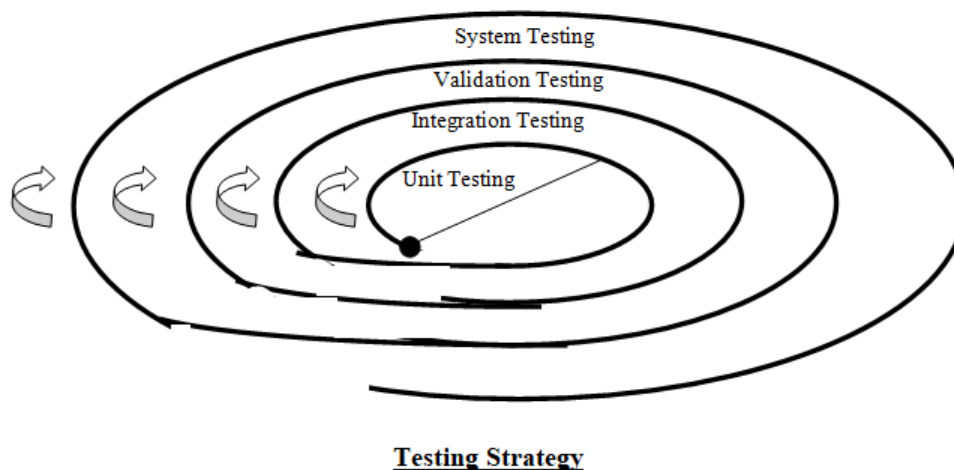 System Testing
Validation Testing
Integration Testing
Unit Testing
Testing Strategy